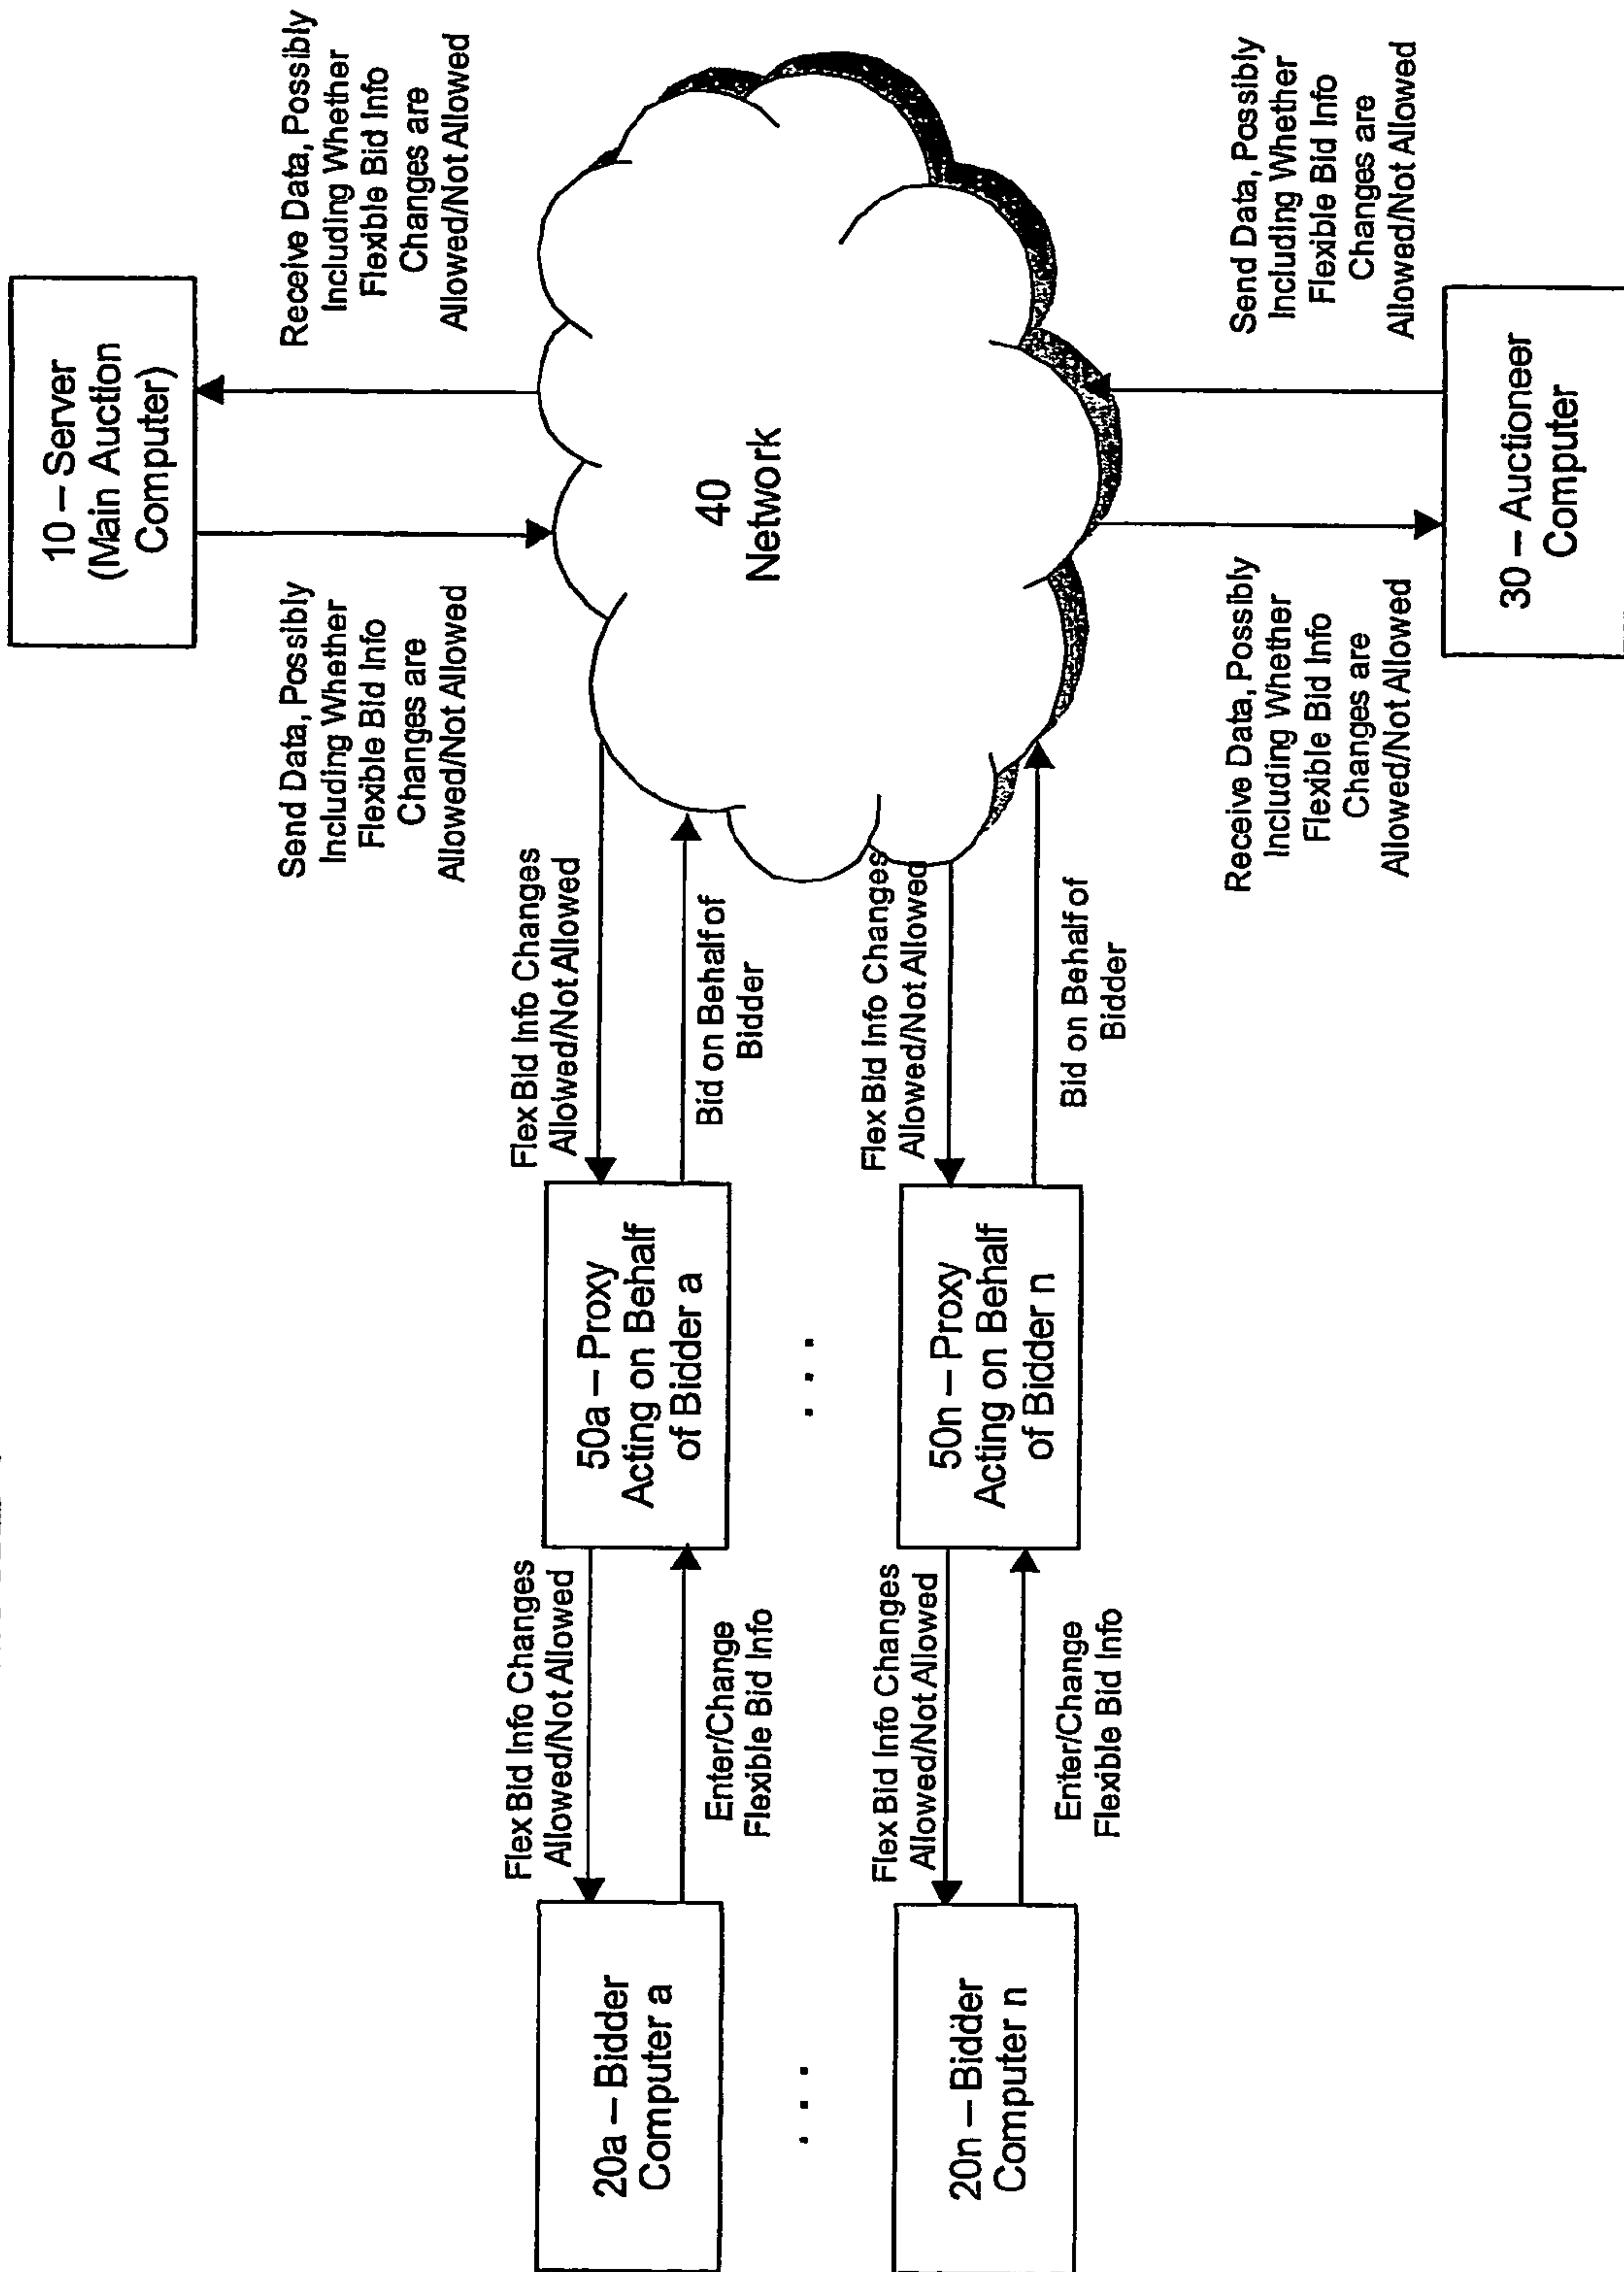 10 – Server
(Main Auction
Computer)
Send Data, Possibly
Including Whether
Flexible Bid Info
Changes are
Allowed/Not Allowed
Receive Data, Possibly
Including Whether
Flexible Bid Info
Changes are
Allowed/Not Allowed
40
Network
20a – Bidder
Computer a
Flex Bid Info Changes
Allowed/Not Allowed
Enter/Change
Flexible Bid Info
50a – Proxy
Acting on Behalf
of Bidder a
Flex Bid Info Changes
Allowed/Not Allowed
Bid on Behalf of
Bidder
. . .
. . .
20n – Bidder
Computer n
Flex Bid Info Changes
Allowed/Not Allowed
Enter/Change
Flexible Bid Info
50n – Proxy
Acting on Behalf
of Bidder n
Flex Bid Info Changes
Allowed/Not Allowed
Bid on Behalf of
Bidder
Receive Data, Possibly
Including Whether
Flexible Bid Info
Changes are
Allowed/Not Allowed
Send Data, Possibly
Including Whether
Flexible Bid Info
Changes are
Allowed/Not Allowed
30 – Auctioneer
Computer